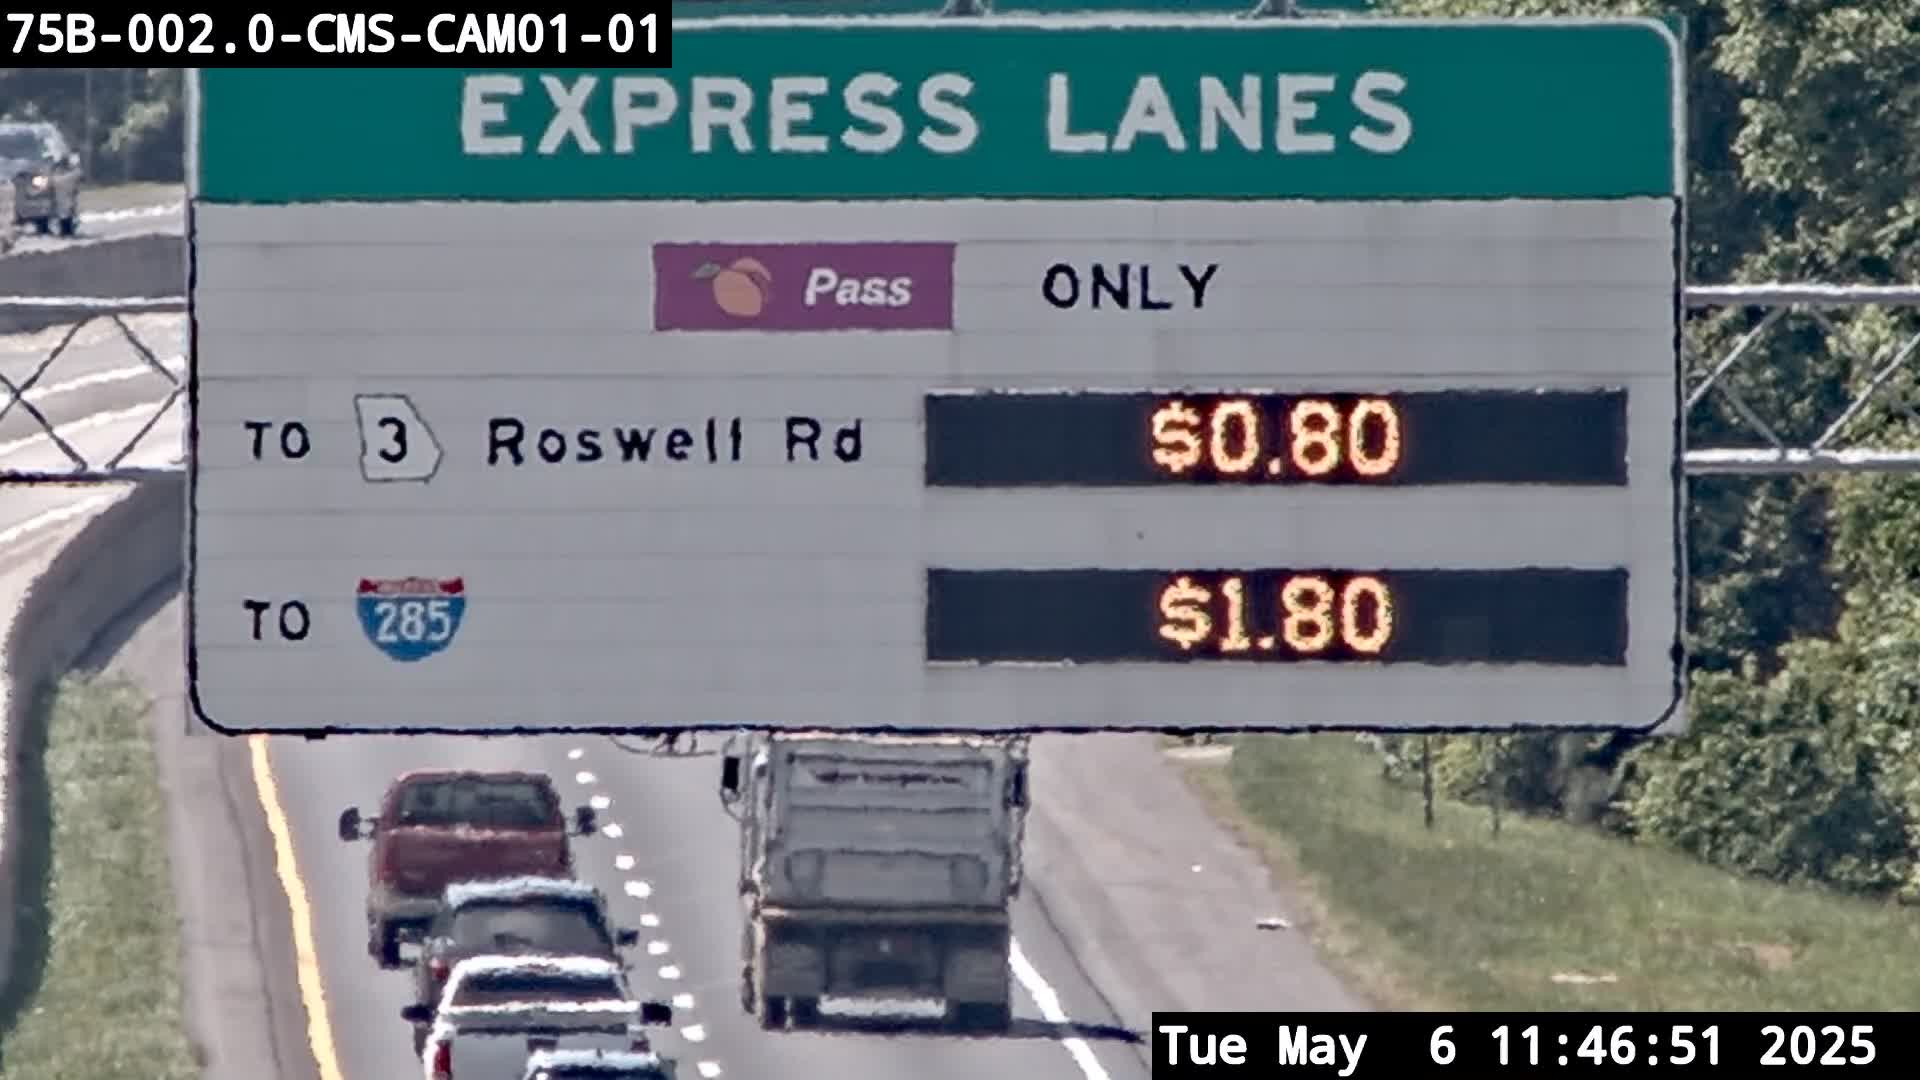 75B-002.0-CMS-CAM01-01
EXPRESS LANES
Pass ONLY
TO 3 Roswell Rd $0.80
TO 285 $1.80
Tue May 6 11:46:51 2025